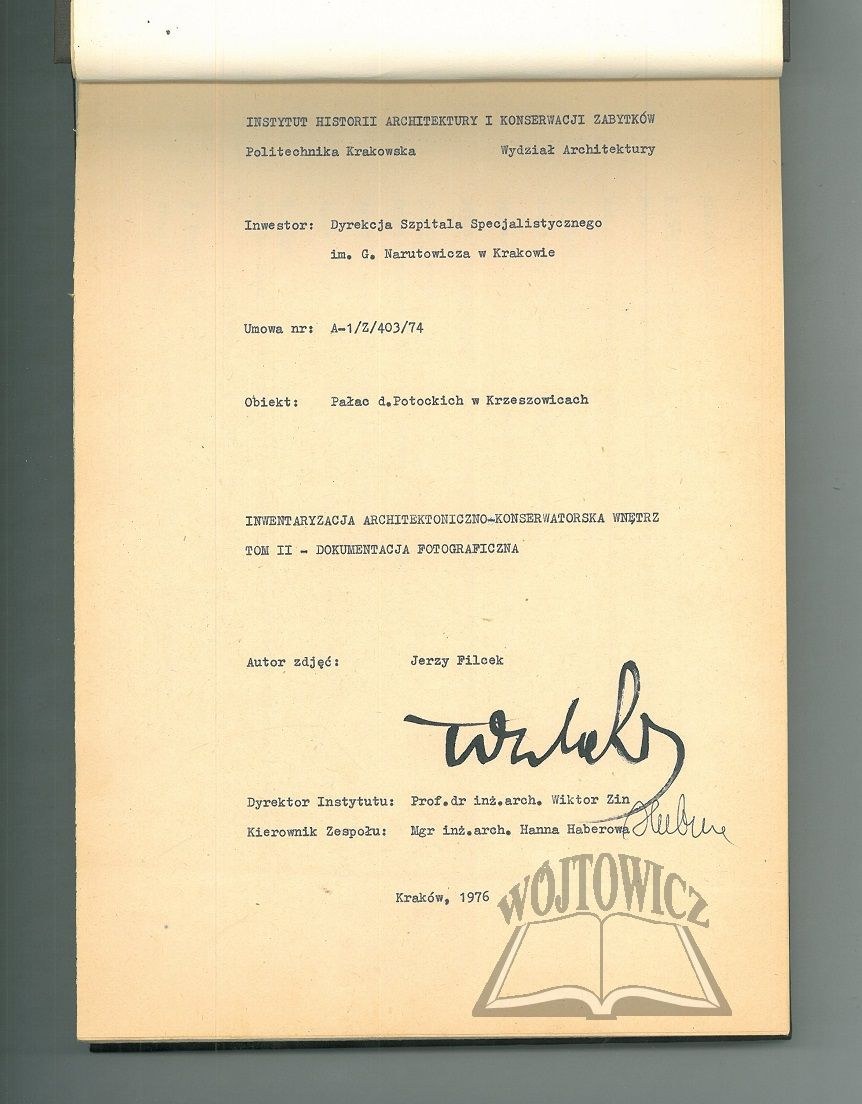 INSTYTUT HISTORII ARCHITEKTURY I KONSERWACJI ZABYTKÓW
Politechnika Krakowska Wydział Architektury
Inwestor: Dyrekcja Szpitala Specjalistycznego
im. G. Narutowicza w Krakowie
Umowa nr: A-1/Z/403/74
Obiekt: Pałac d.Potockich w Krzeszowicach
INWENTARYZACJA ARCHITEKTONICZNO-KONSERWATORSKA WNĘTRZ
TOM II - DOKUMENTACJA FOTOGRAFICZNA
Autor zdjęć: Jerzy Filcek
Dyrektor Instytutu: Prof.dr inż.arch. Wiktor Zin
Kierownik Zespołu: Mgr inż.arch. Hanna Haberowa
Kraków, 1976
WÓJTOWICZ